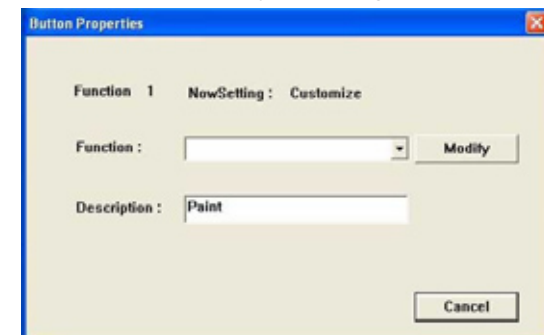 Button Properties
Function 1 NowSetting : Customize
Function : Modify
Description : Paint
Cancel